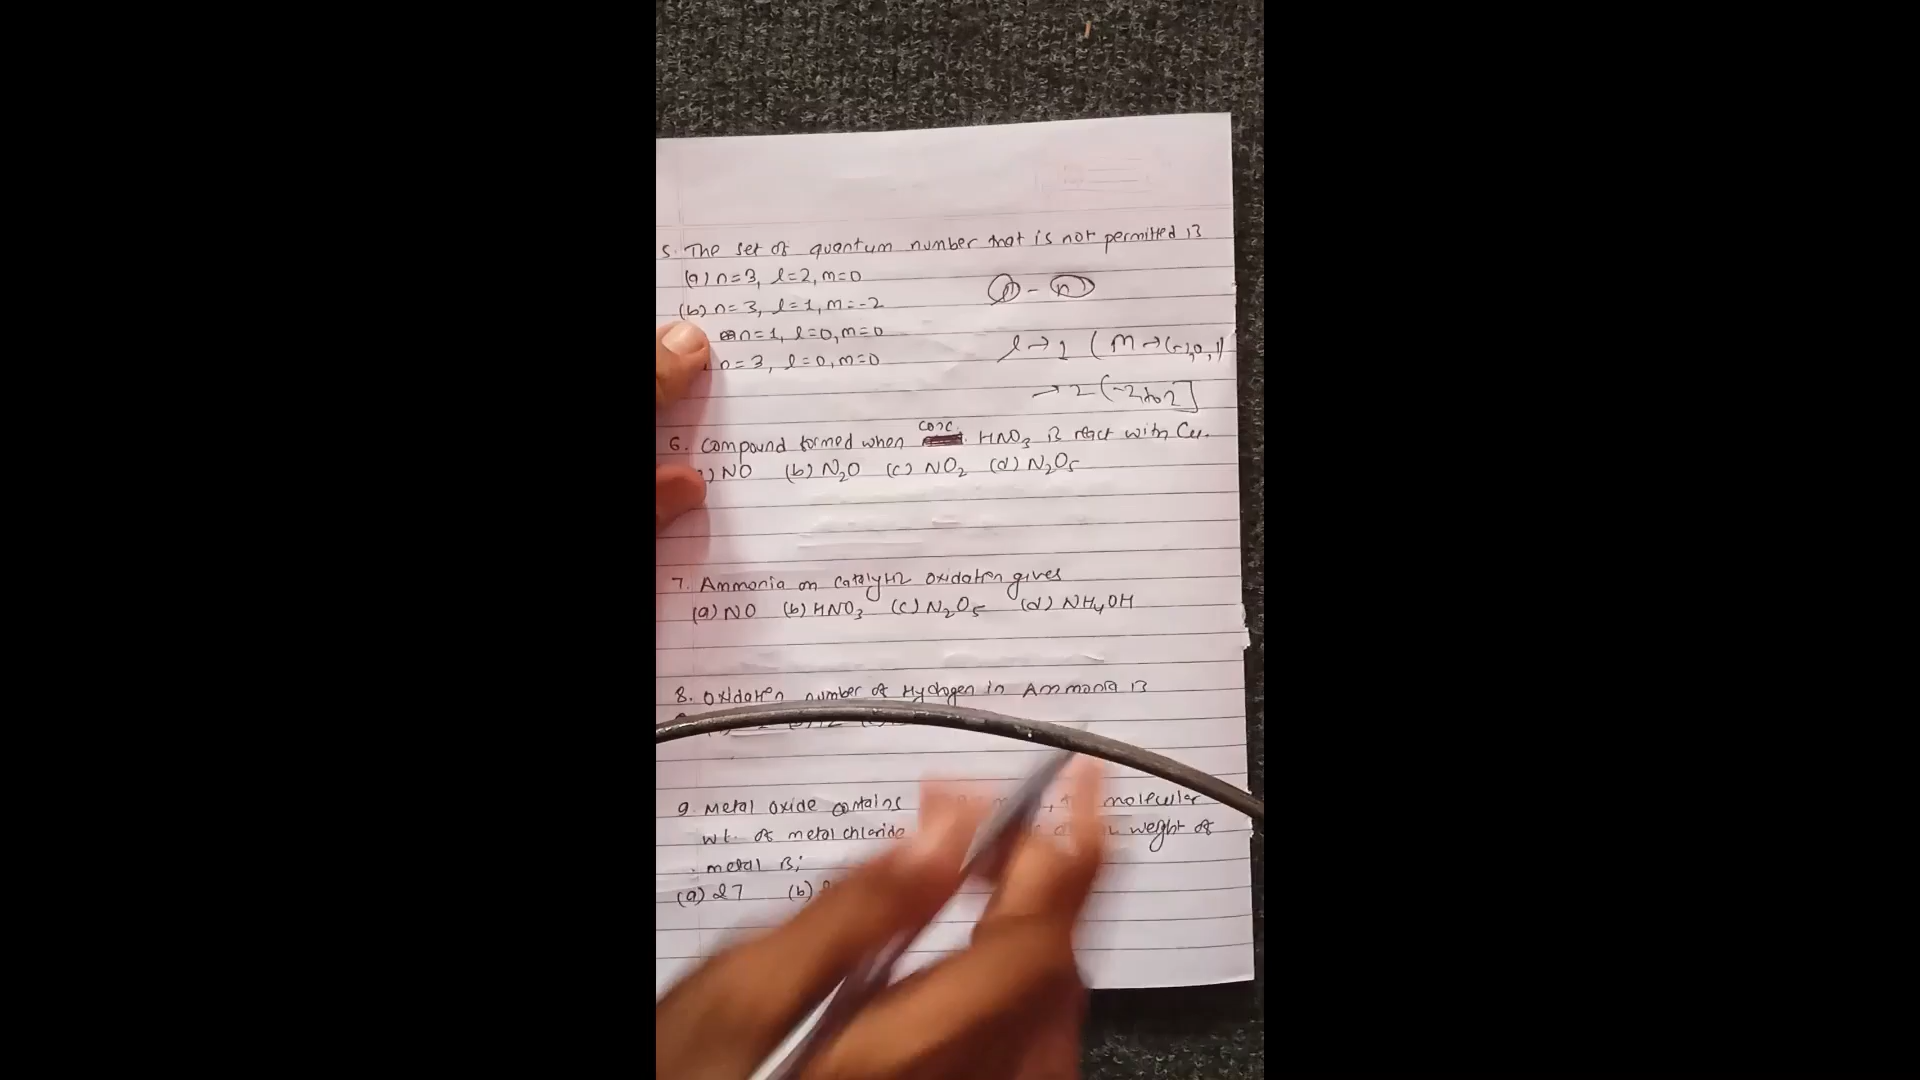 5. The set of quantum number that is not permitted is
(a) n=3, l=2, m=0
(b) n=3, l=1, m=-2
n=1, l=0, m=0
n=3, l=0, m=0
l → 1 ( m →
→ 2 (-2 to 2]
conc.
6. Compound formed when HNO3 is react with Cu.
) NO (b) N2O (c) NO2 (d) N2O5
7. Ammonia on catalytic oxidation gives
(a) NO (b) HNO3 (c) N2O5 (d) NH4OH
8. Oxidation number of Hydrogen in Ammonia is
9. Metal oxide contains molecular
wt. of metal chloride weight of
metal is;
(a) 27 (b)